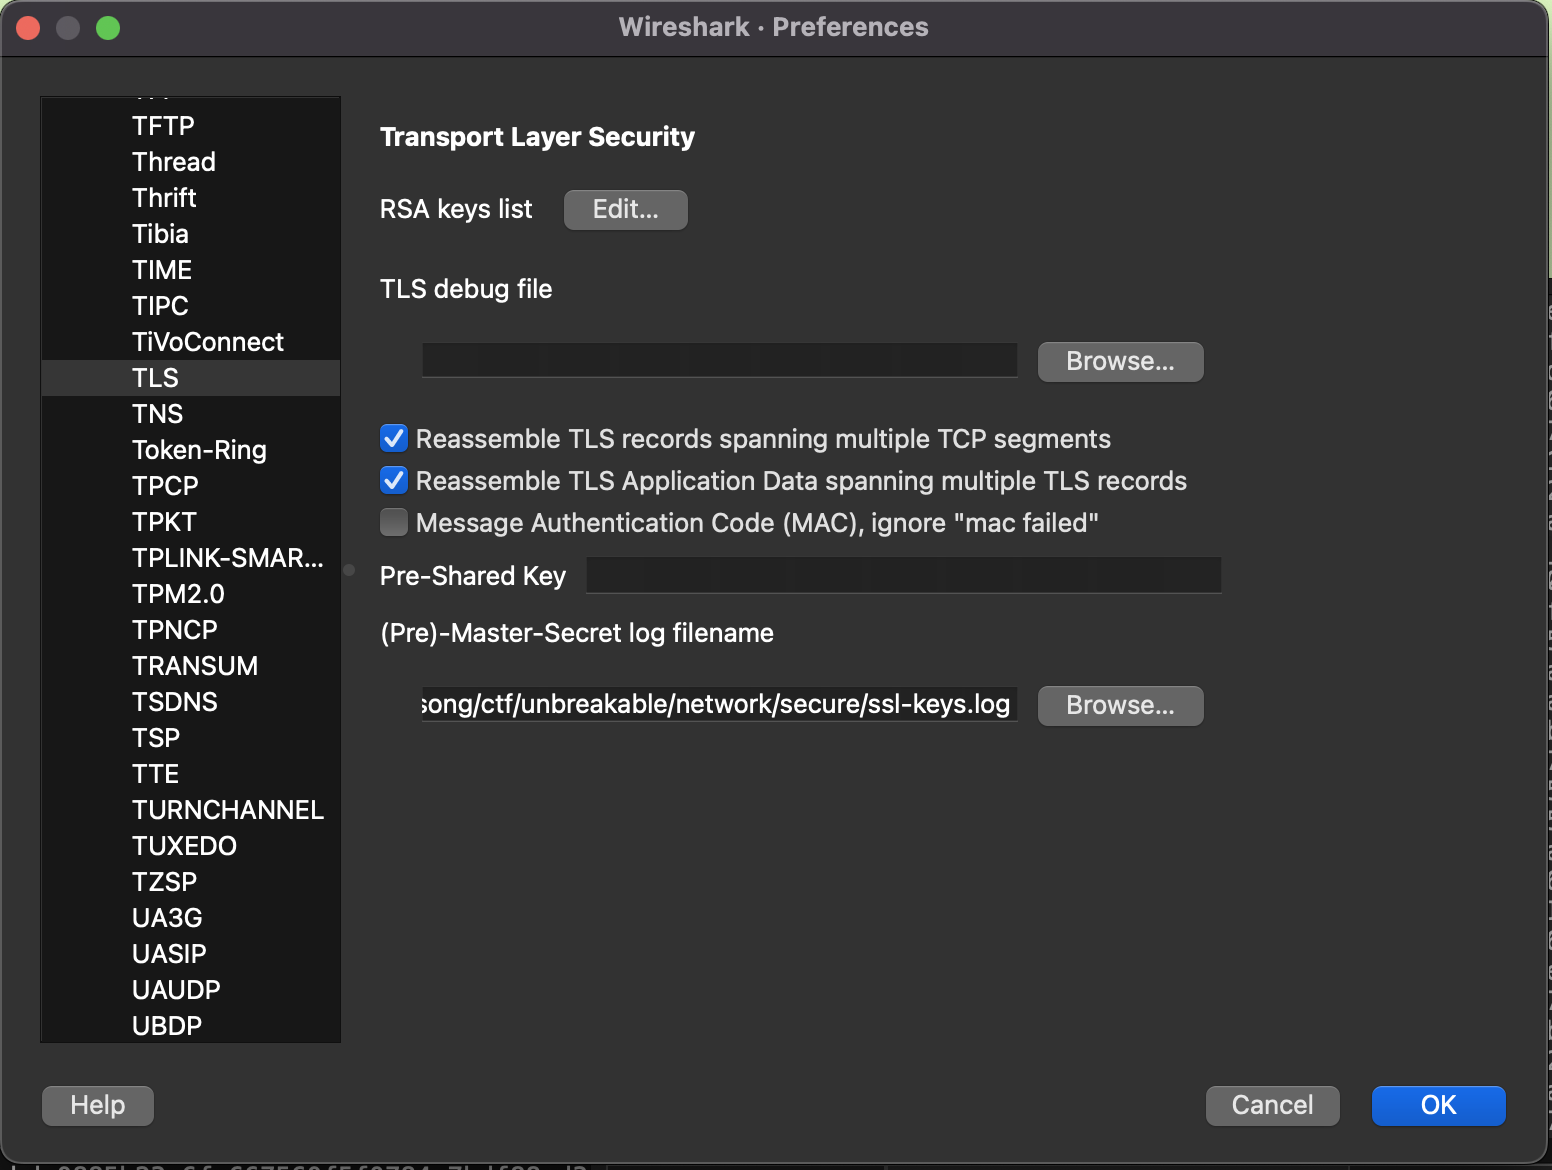 Wireshark · Preferences
TFTP
Thread
Thrift
Tibia
TIME
TIPC
TiVoConnect
TLS
TNS
Token-Ring
TPCP
TPKT
TPLINK-SMAR...
TPM2.0
TPNCP
TRANSUM
TSDNS
TSP
TTE
TURNCHANNEL
TUXEDO
TZSP
UA3G
UASIP
UAUDP
UBDP
Transport Layer Security
RSA keys list Edit...
TLS debug file
Browse...
Reassemble TLS records spanning multiple TCP segments
Reassemble TLS Application Data spanning multiple TLS records
Message Authentication Code (MAC), ignore "mac failed"
Pre-Shared Key
(Pre)-Master-Secret log filename
song/ctf/unbreakable/network/secure/ssl-keys.log Browse...
Help Cancel OK